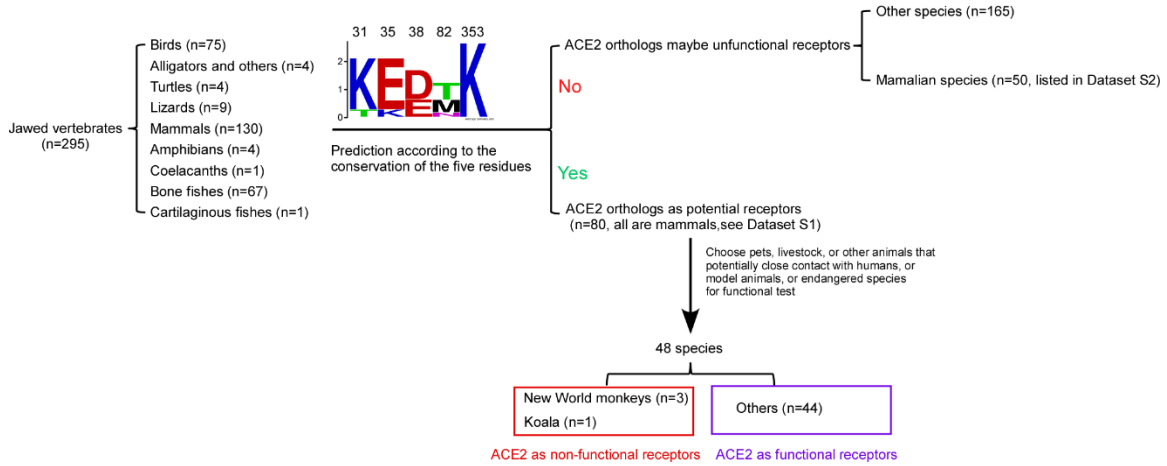 Jawed vertebrates
(n=295)
Birds (n=75)
Alligators and others (n=4)
Turtles (n=4)
Lizards (n=9)
Mammals (n=130)
Amphibians (n=4)
Coelacanths (n=1)
Bone fishes (n=67)
Cartilaginous fishes (n=1)
31 35 38 82 353
2
1
0
KEDTK
TKEM
N
Prediction according to the
conservation of the five residues
No
Yes
ACE2 orthologs maybe unfunctional receptors
Other species (n=165)
Mamalian species (n=50, listed in Dataset S2)
ACE2 orthologs as potential receptors
(n=80, all are mammals,see Dataset S1)
Choose pets, livestock, or other animals that
potentially close contact with humans, or
model animals, or endangered species
for functional test
48 species
New World monkeys (n=3)
Koala (n=1)
Others (n=44)
ACE2 as non-functional receptors
ACE2 as functional receptors